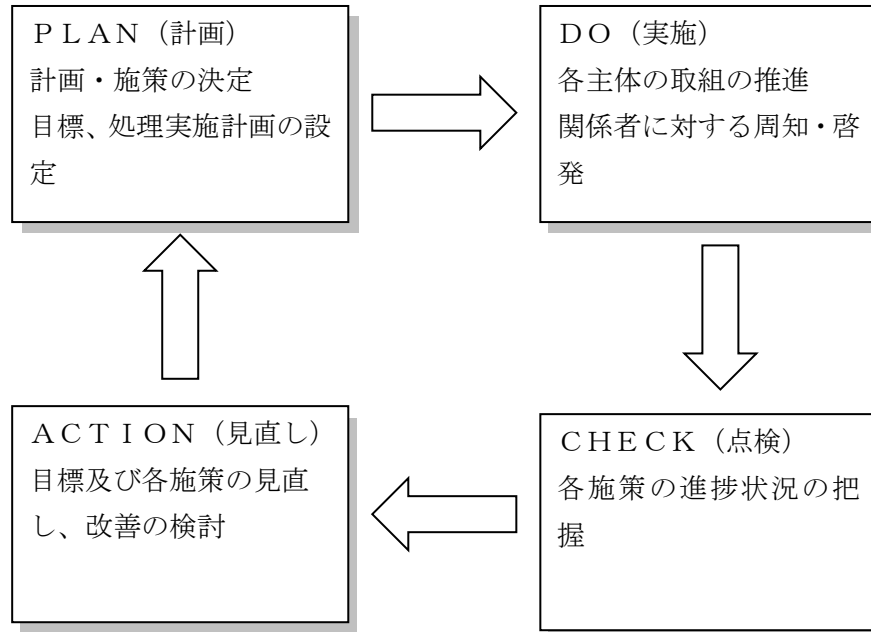 ＰＬＡＮ（計画）
計画・施策の決定
目標、処理実施計画の設
定
ＤＯ（実施）
各主体の取組の推進
関係者に対する周知・啓
発
ＡＣＴＩＯＮ（見直し）
目標及び各施策の見直
し、改善の検討
ＣＨＥＣＫ（点検）
各施策の進捗状況の把
握